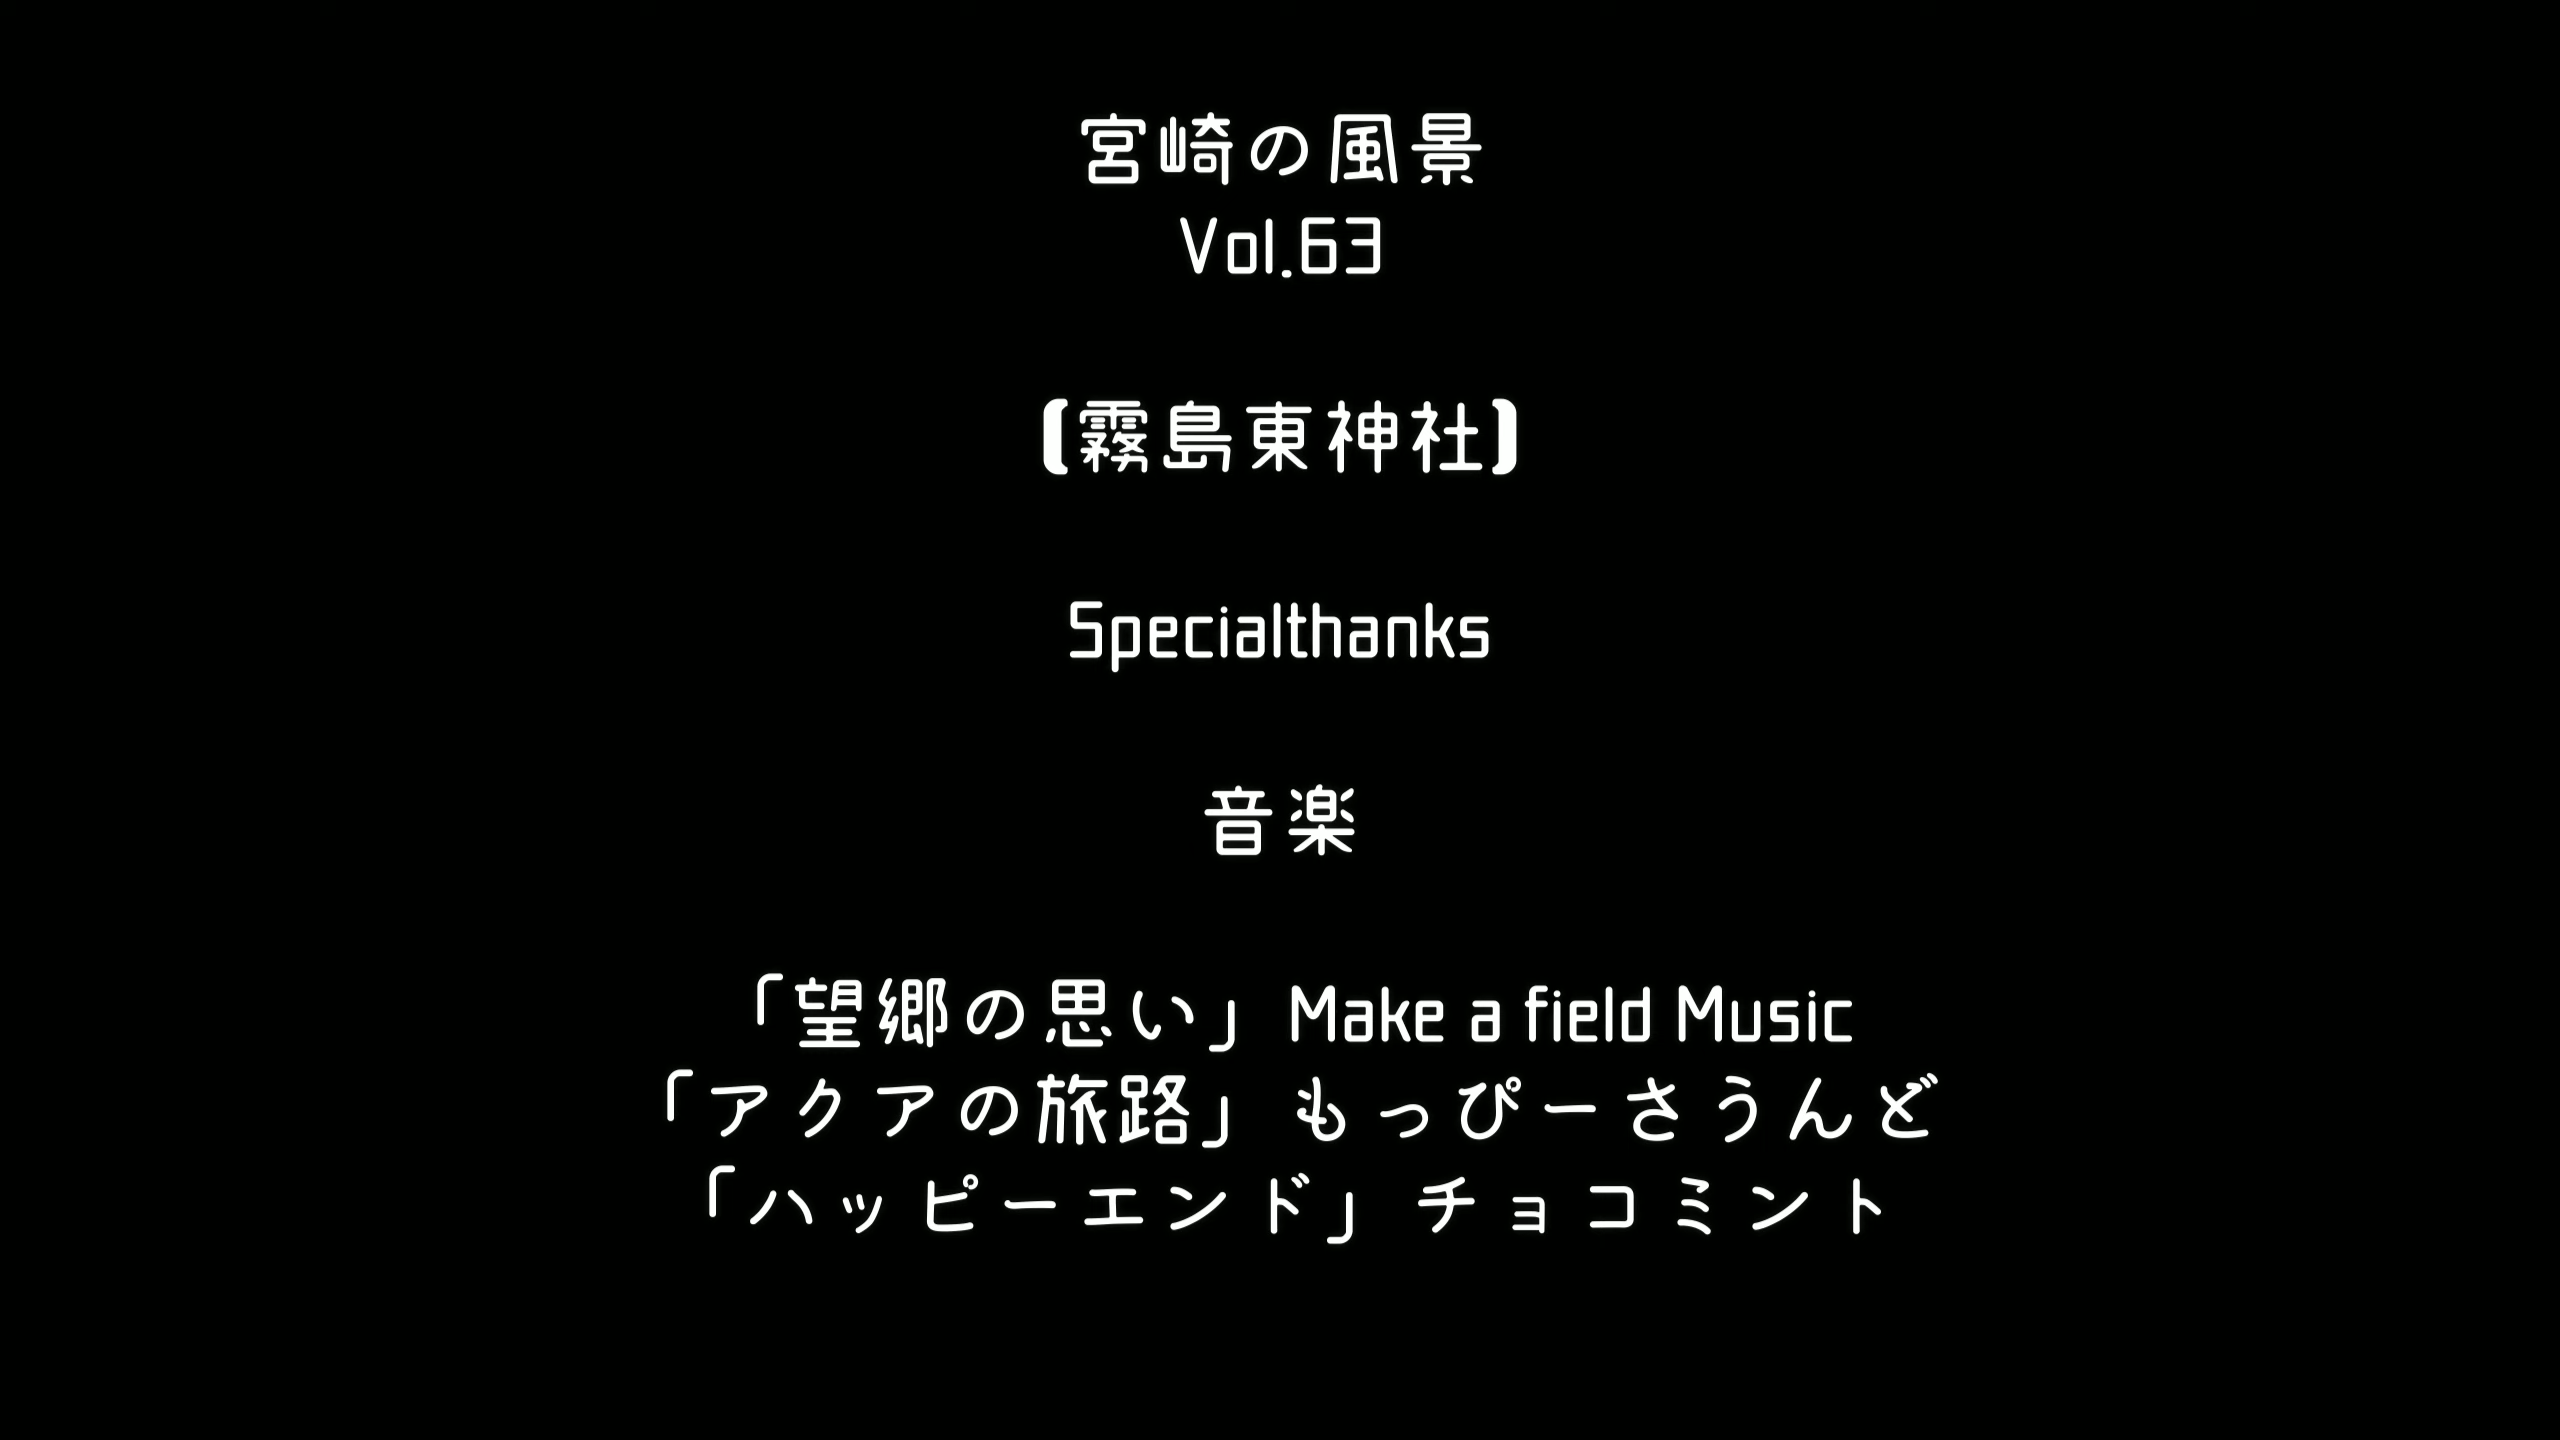 宮崎の風景
Vol.63
【霧島東神社】
Specialthanks
音楽
「望郷の思い」Make a field Music
「アクアの旅路」もっぴーさうんど
「ハッピーエンド」チョコミント